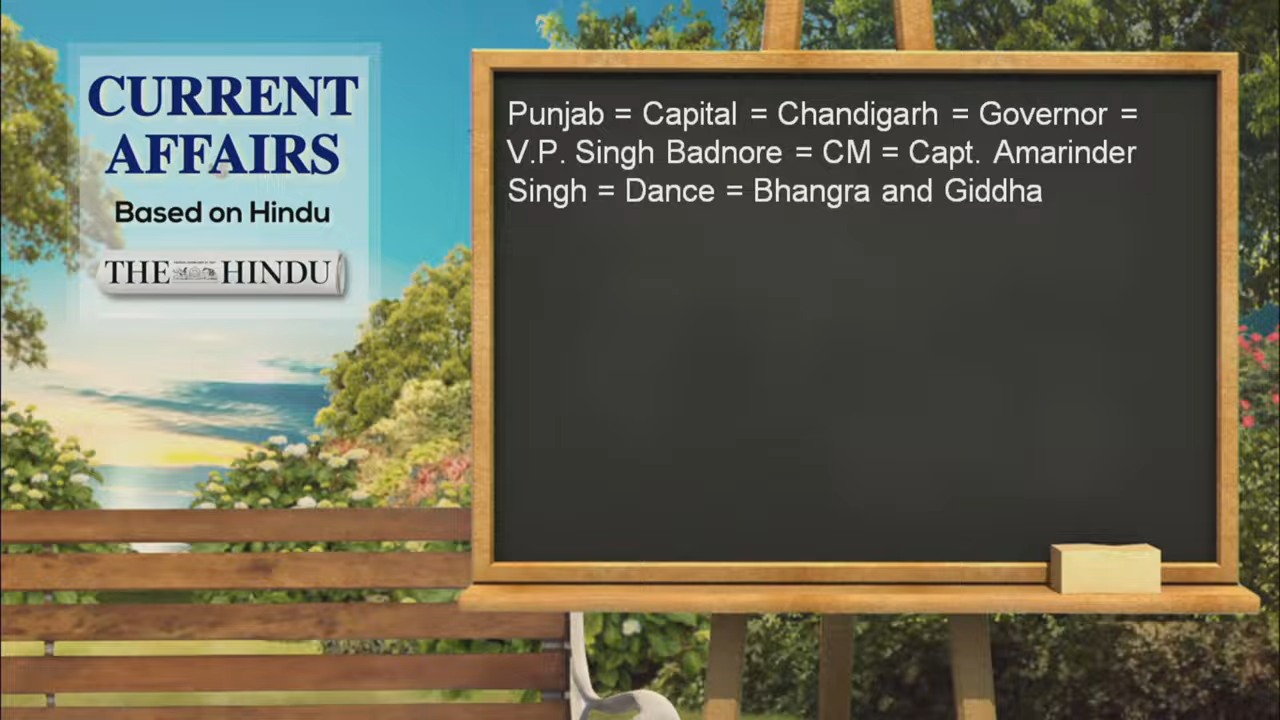 CURRENT
AFFAIRS
Based on Hindu
THE HINDU
Punjab = Capital = Chandigarh = Governor =
V.P. Singh Badnore = CM = Capt. Amarinder
Singh = Dance = Bhangra and Giddha